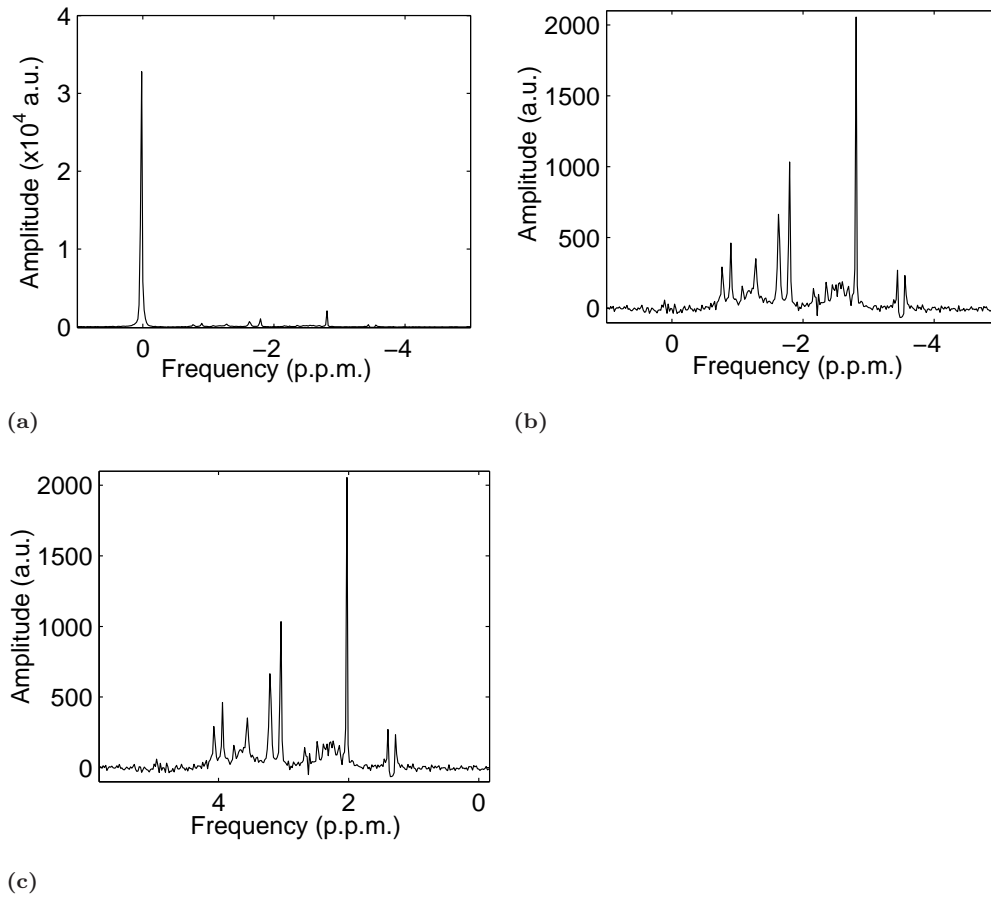 4
3
2
1
0
Amplitude (x10⁴ a.u.)
0 −2 −4
Frequency (p.p.m.)
(a)
2000
1500
1000
500
0
Amplitude (a.u.)
0 −2 −4
Frequency (p.p.m.)
(b)
2000
1500
1000
500
0
Amplitude (a.u.)
4 2 0
Frequency (p.p.m.)
(c)